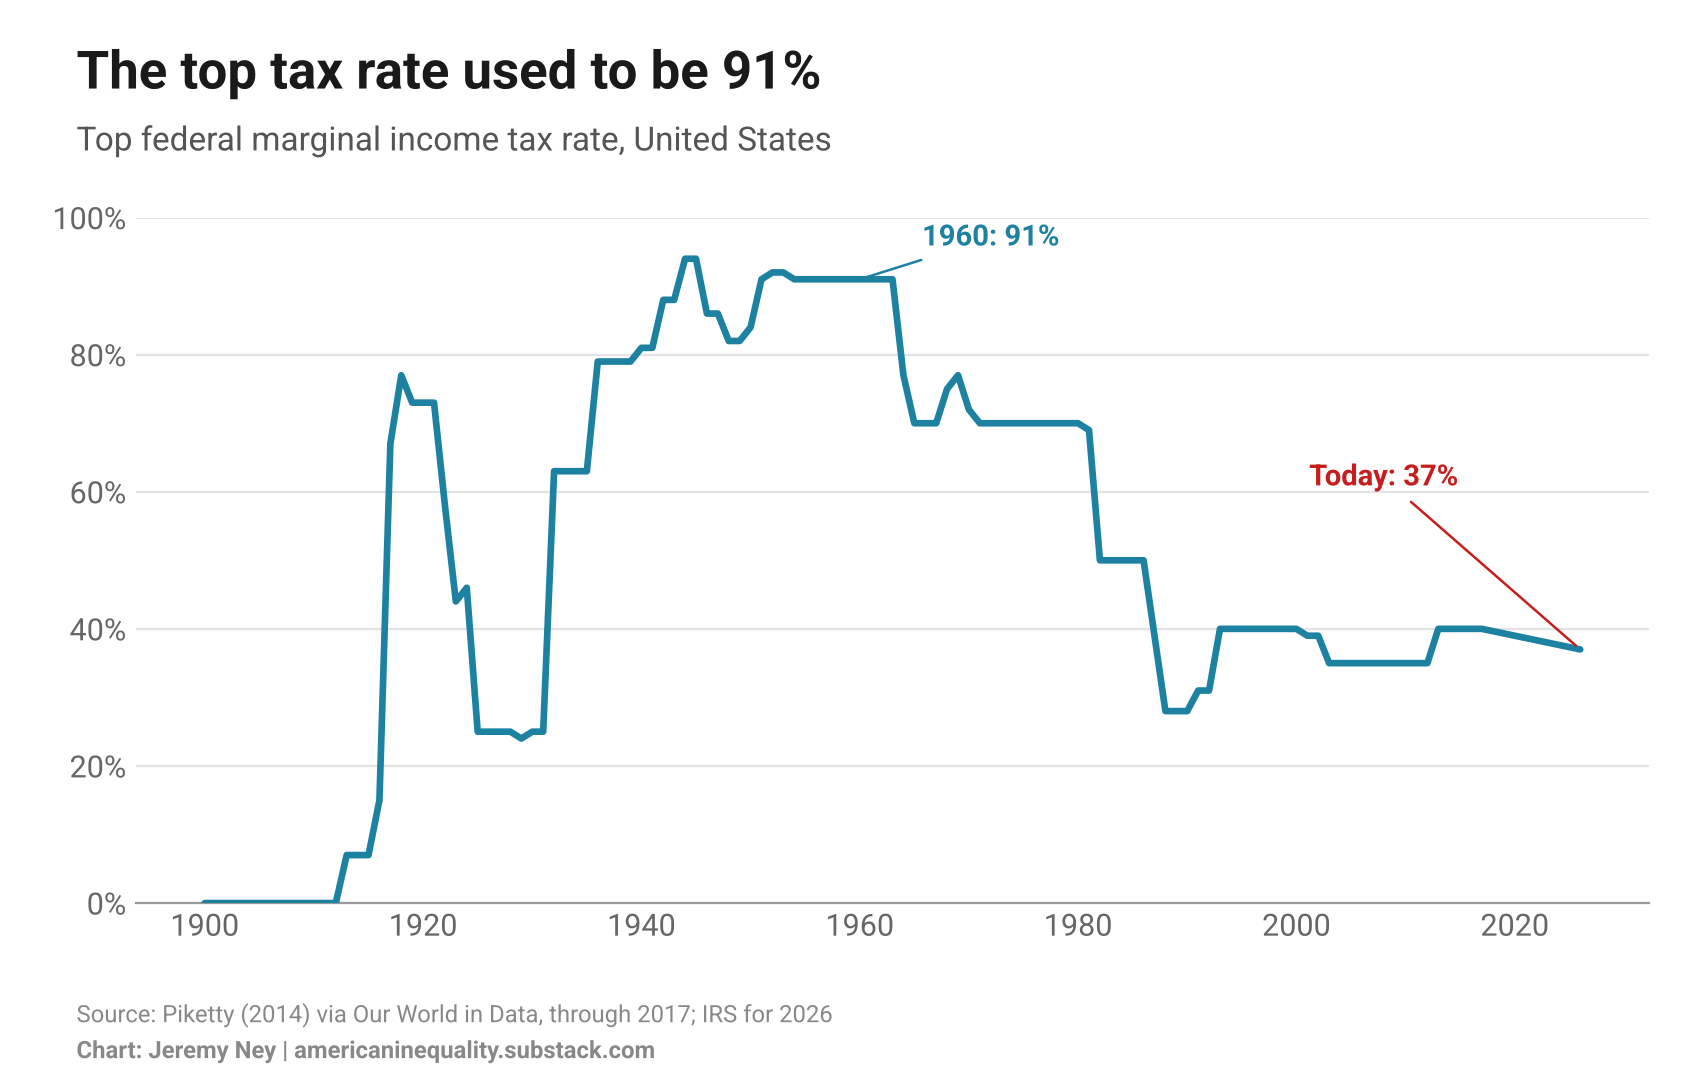 The top tax rate used to be 91%
Top federal marginal income tax rate, United States
100%
1960: 91%
80%
Today: 37%
60%
40%
20%
0%
1900 1920 1940 1960 1980 2000 2020
Source: Piketty (2014) via Our World in Data, through 2017; IRS for 2026
Chart: Jeremy Ney | americaninequality.substack.com